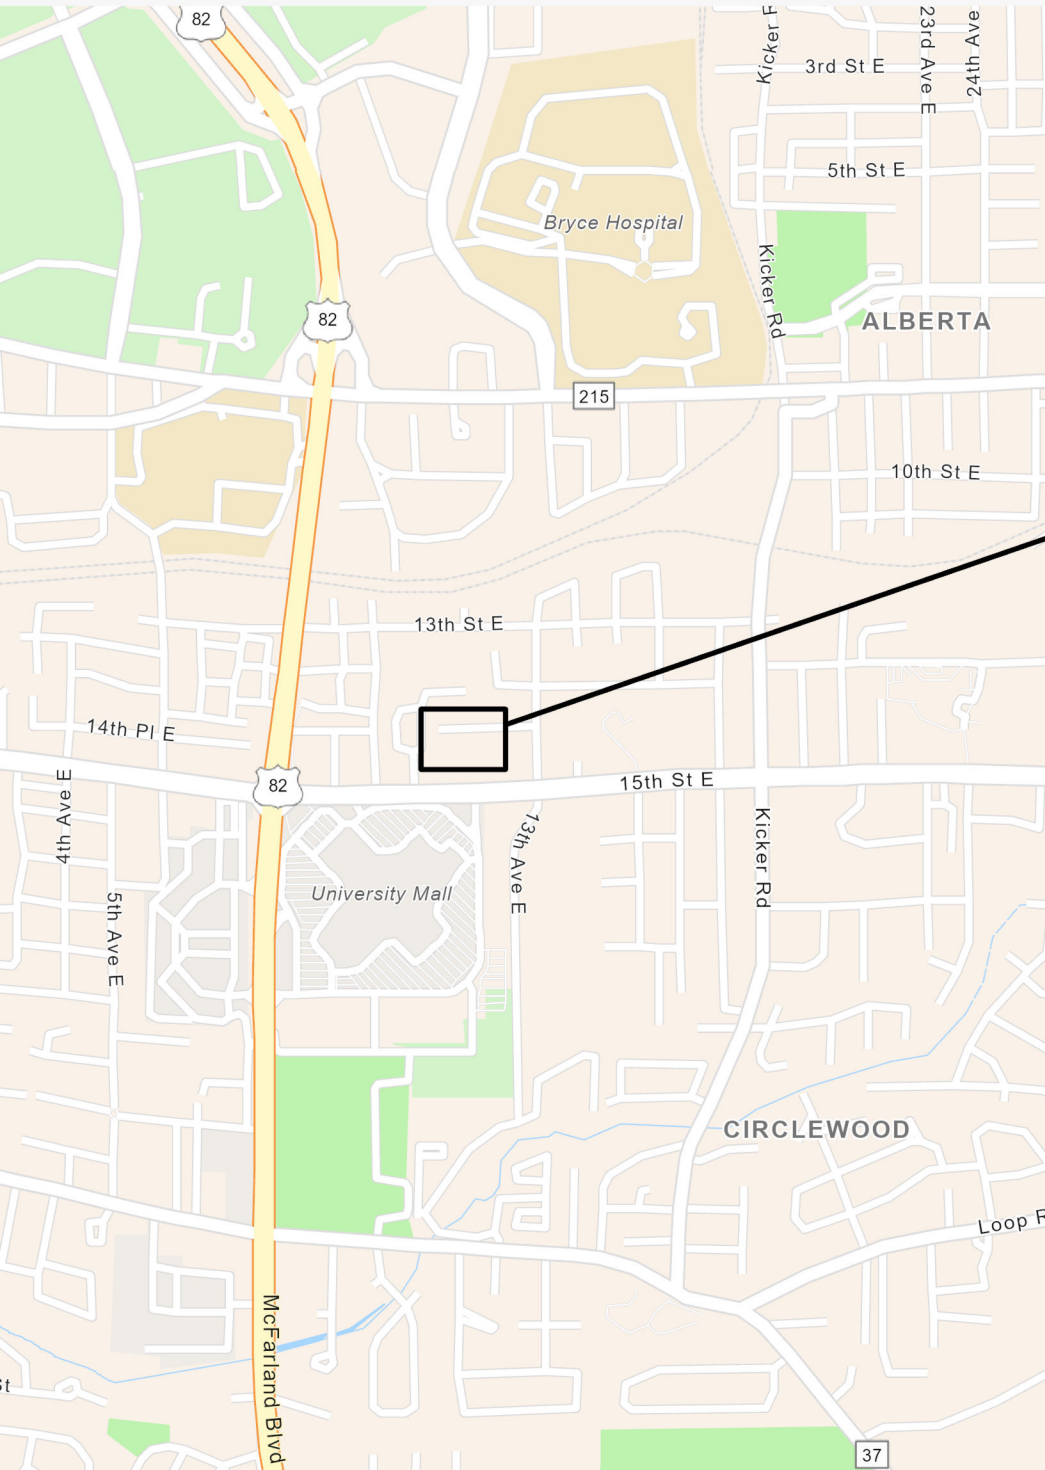 82
Kicker R
23rd Ave E
24th Ave
3rd St E
5th St E
Bryce Hospital
Kicker Rd
82
ALBERTA
215
10th St E
13th St E
14th Pl E
4th Ave E
82
15th St E
13th Ave E
Kicker Rd
University Mall
5th Ave E
CIRCLEWOOD
Loop R
McFarland Blvd
St
37